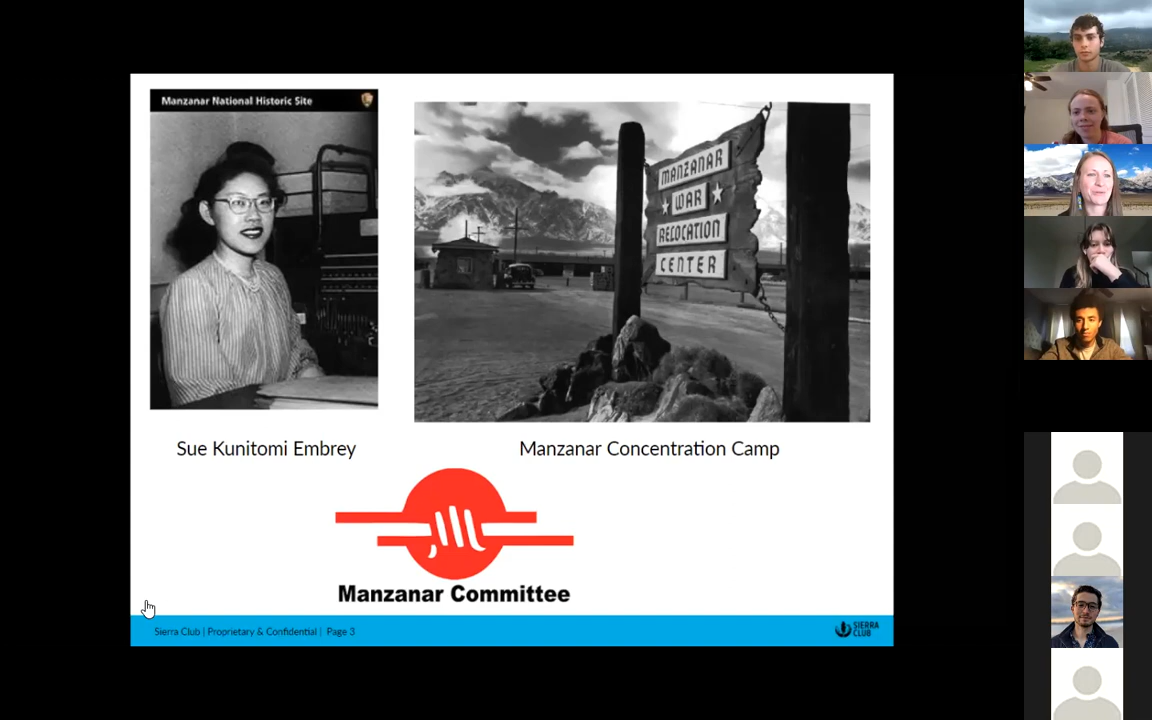 Manzanar National Historic Site
MANZANAR
WAR
RELOCATION
CENTER
Sue Kunitomi Embrey
Manzanar Concentration Camp
Manzanar Committee
Sierra Club | Proprietary & Confidential | Page 3
SIERRA
CLUB